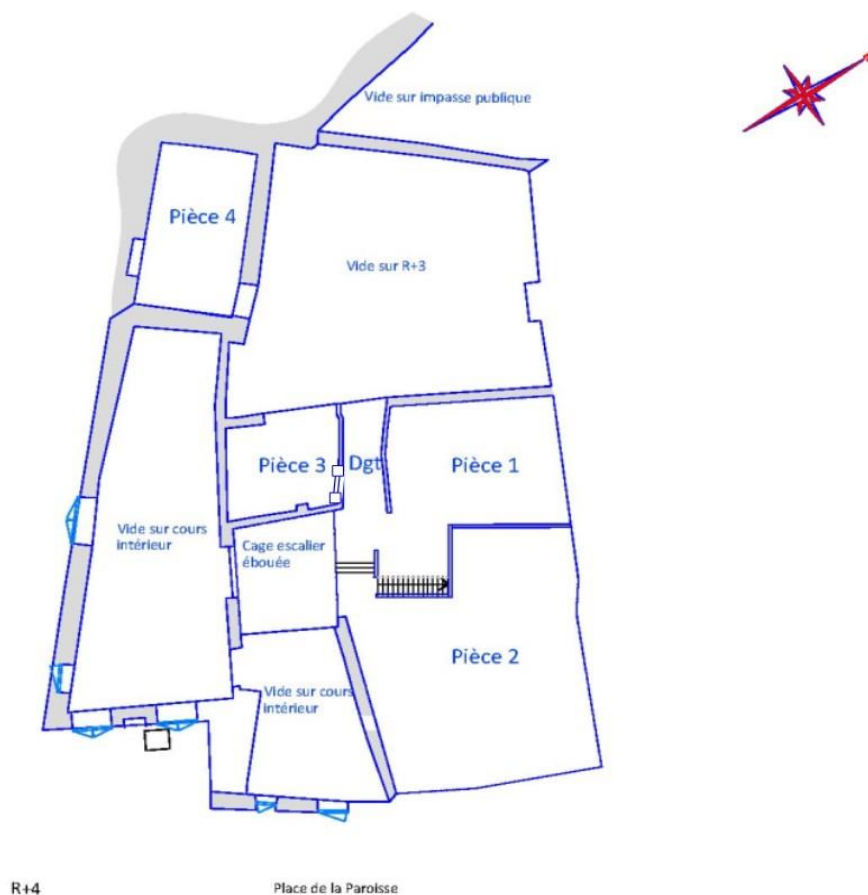 Vide sur impasse publique
Pièce 4
Vide sur R+3
Pièce 3
Dgt
Pièce 1
Vide sur cours
intérieur
Cage escalier
ébouée
Pièce 2
Vide sur cours
intérieur
R+4
Place de la Paroisse